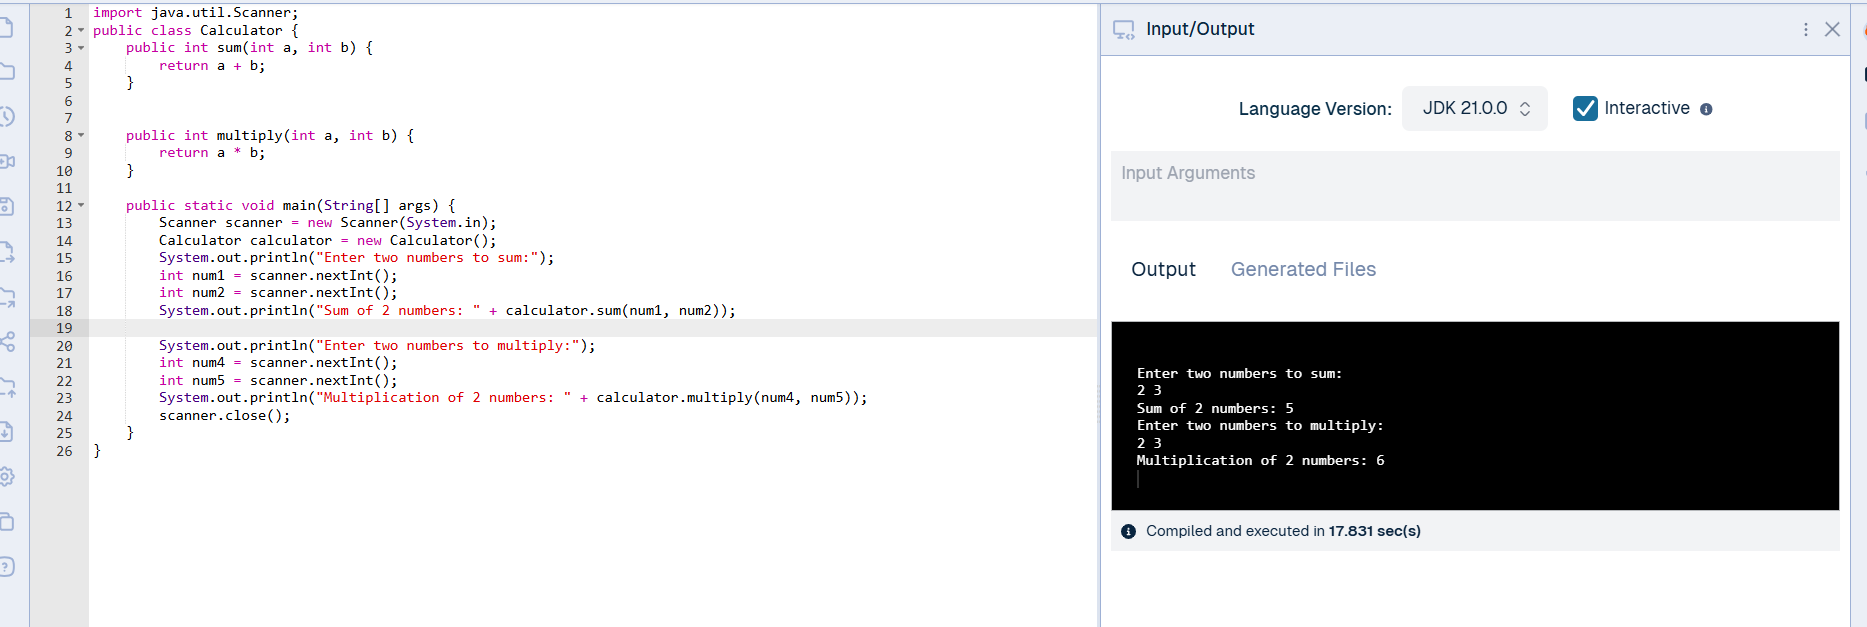 1 import java.util.Scanner;
2 public class Calculator {
3     public int sum(int a, int b) {
4         return a + b;
5     }
6
7
8     public int multiply(int a, int b) {
9         return a * b;
10     }
11
12     public static void main(String[] args) {
13         Scanner scanner = new Scanner(System.in);
14         Calculator calculator = new Calculator();
15         System.out.println("Enter two numbers to sum:");
16         int num1 = scanner.nextInt();
17         int num2 = scanner.nextInt();
18         System.out.println("Sum of 2 numbers: " + calculator.sum(num1, num2));
19
20         System.out.println("Enter two numbers to multiply:");
21         int num4 = scanner.nextInt();
22         int num5 = scanner.nextInt();
23         System.out.println("Multiplication of 2 numbers: " + calculator.multiply(num4, num5));
24         scanner.close();
25     }
26 }
Input/Output
Language Version: JDK 21.0.0 Interactive
Input Arguments
Output Generated Files
Enter two numbers to sum:
2 3
Sum of 2 numbers: 5
Enter two numbers to multiply:
2 3
Multiplication of 2 numbers: 6
Compiled and executed in 17.831 sec(s)